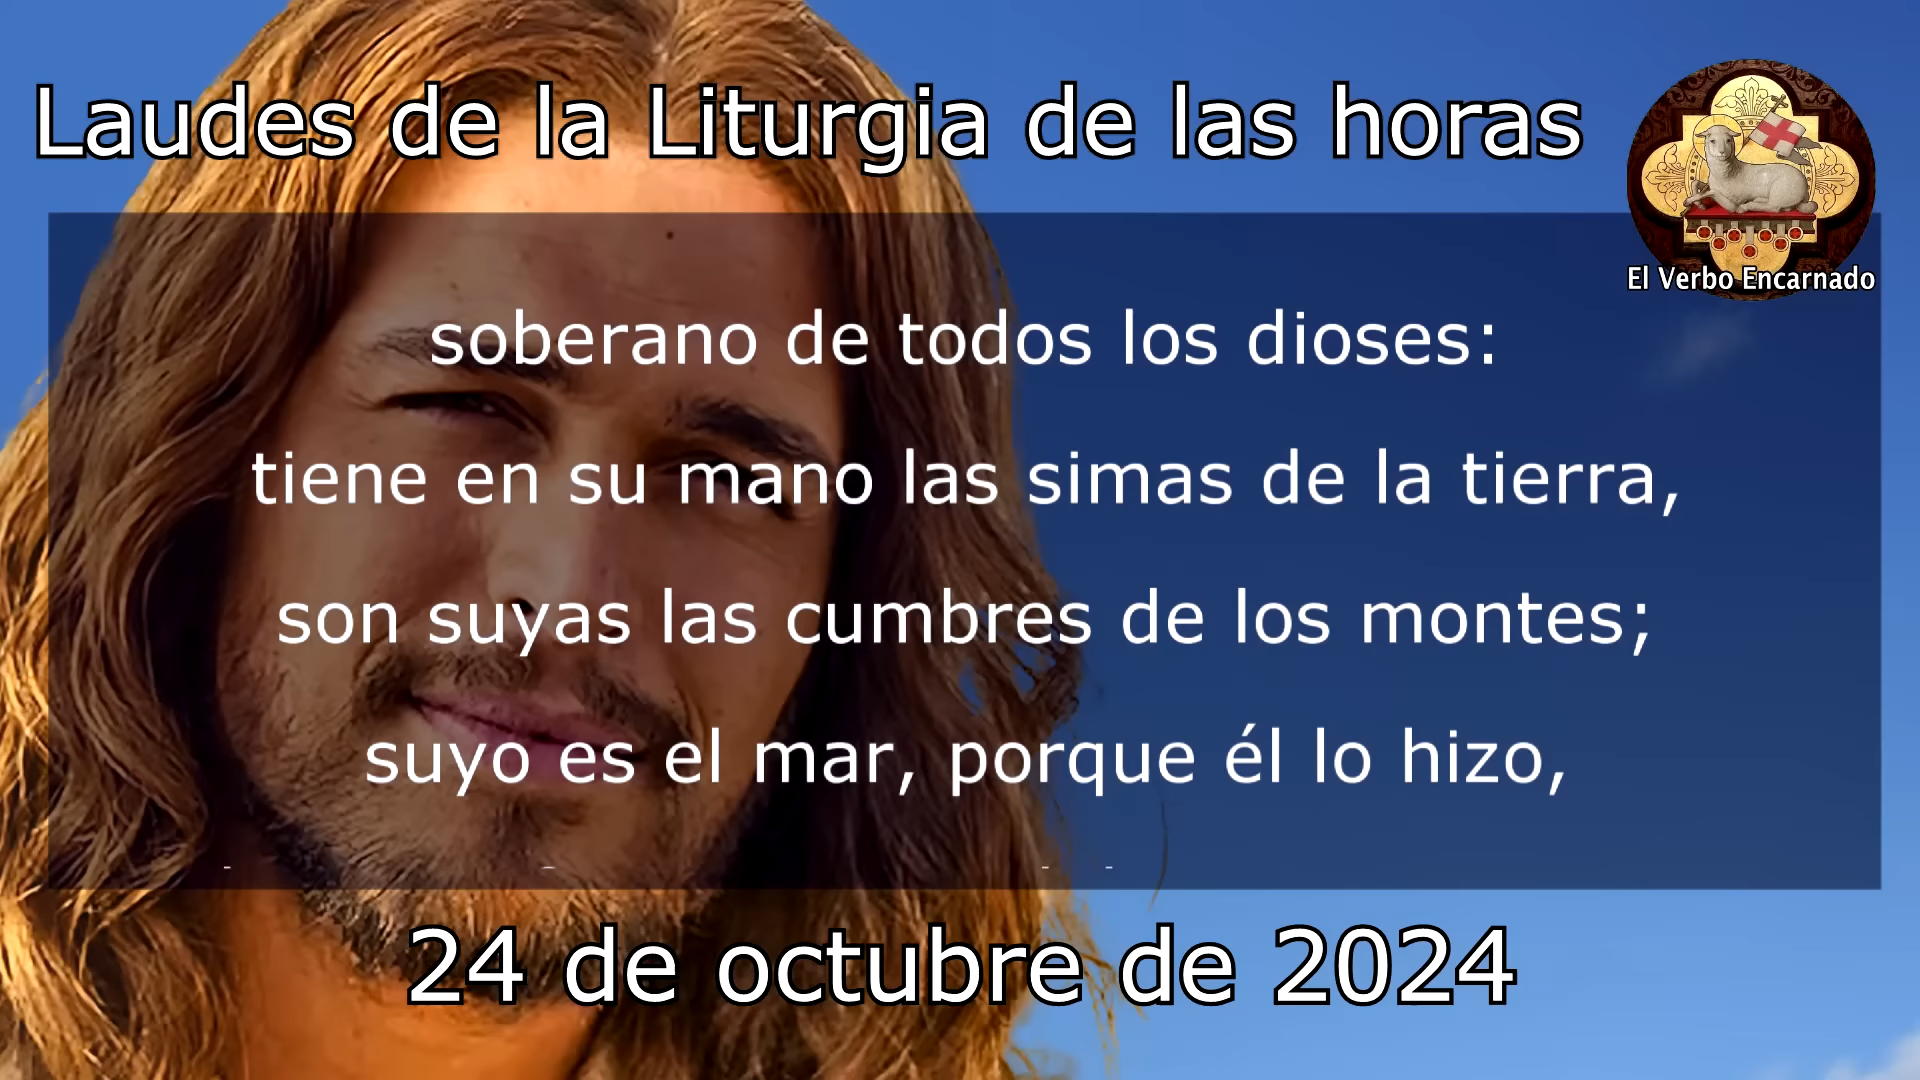 Laudes de la Liturgia de las horas
El Verbo Encarnado
soberano de todos los dioses:
tiene en su mano las simas de la tierra,
son suyas las cumbres de los montes;
suyo es el mar, porque él lo hizo,
24 de octubre de 2024